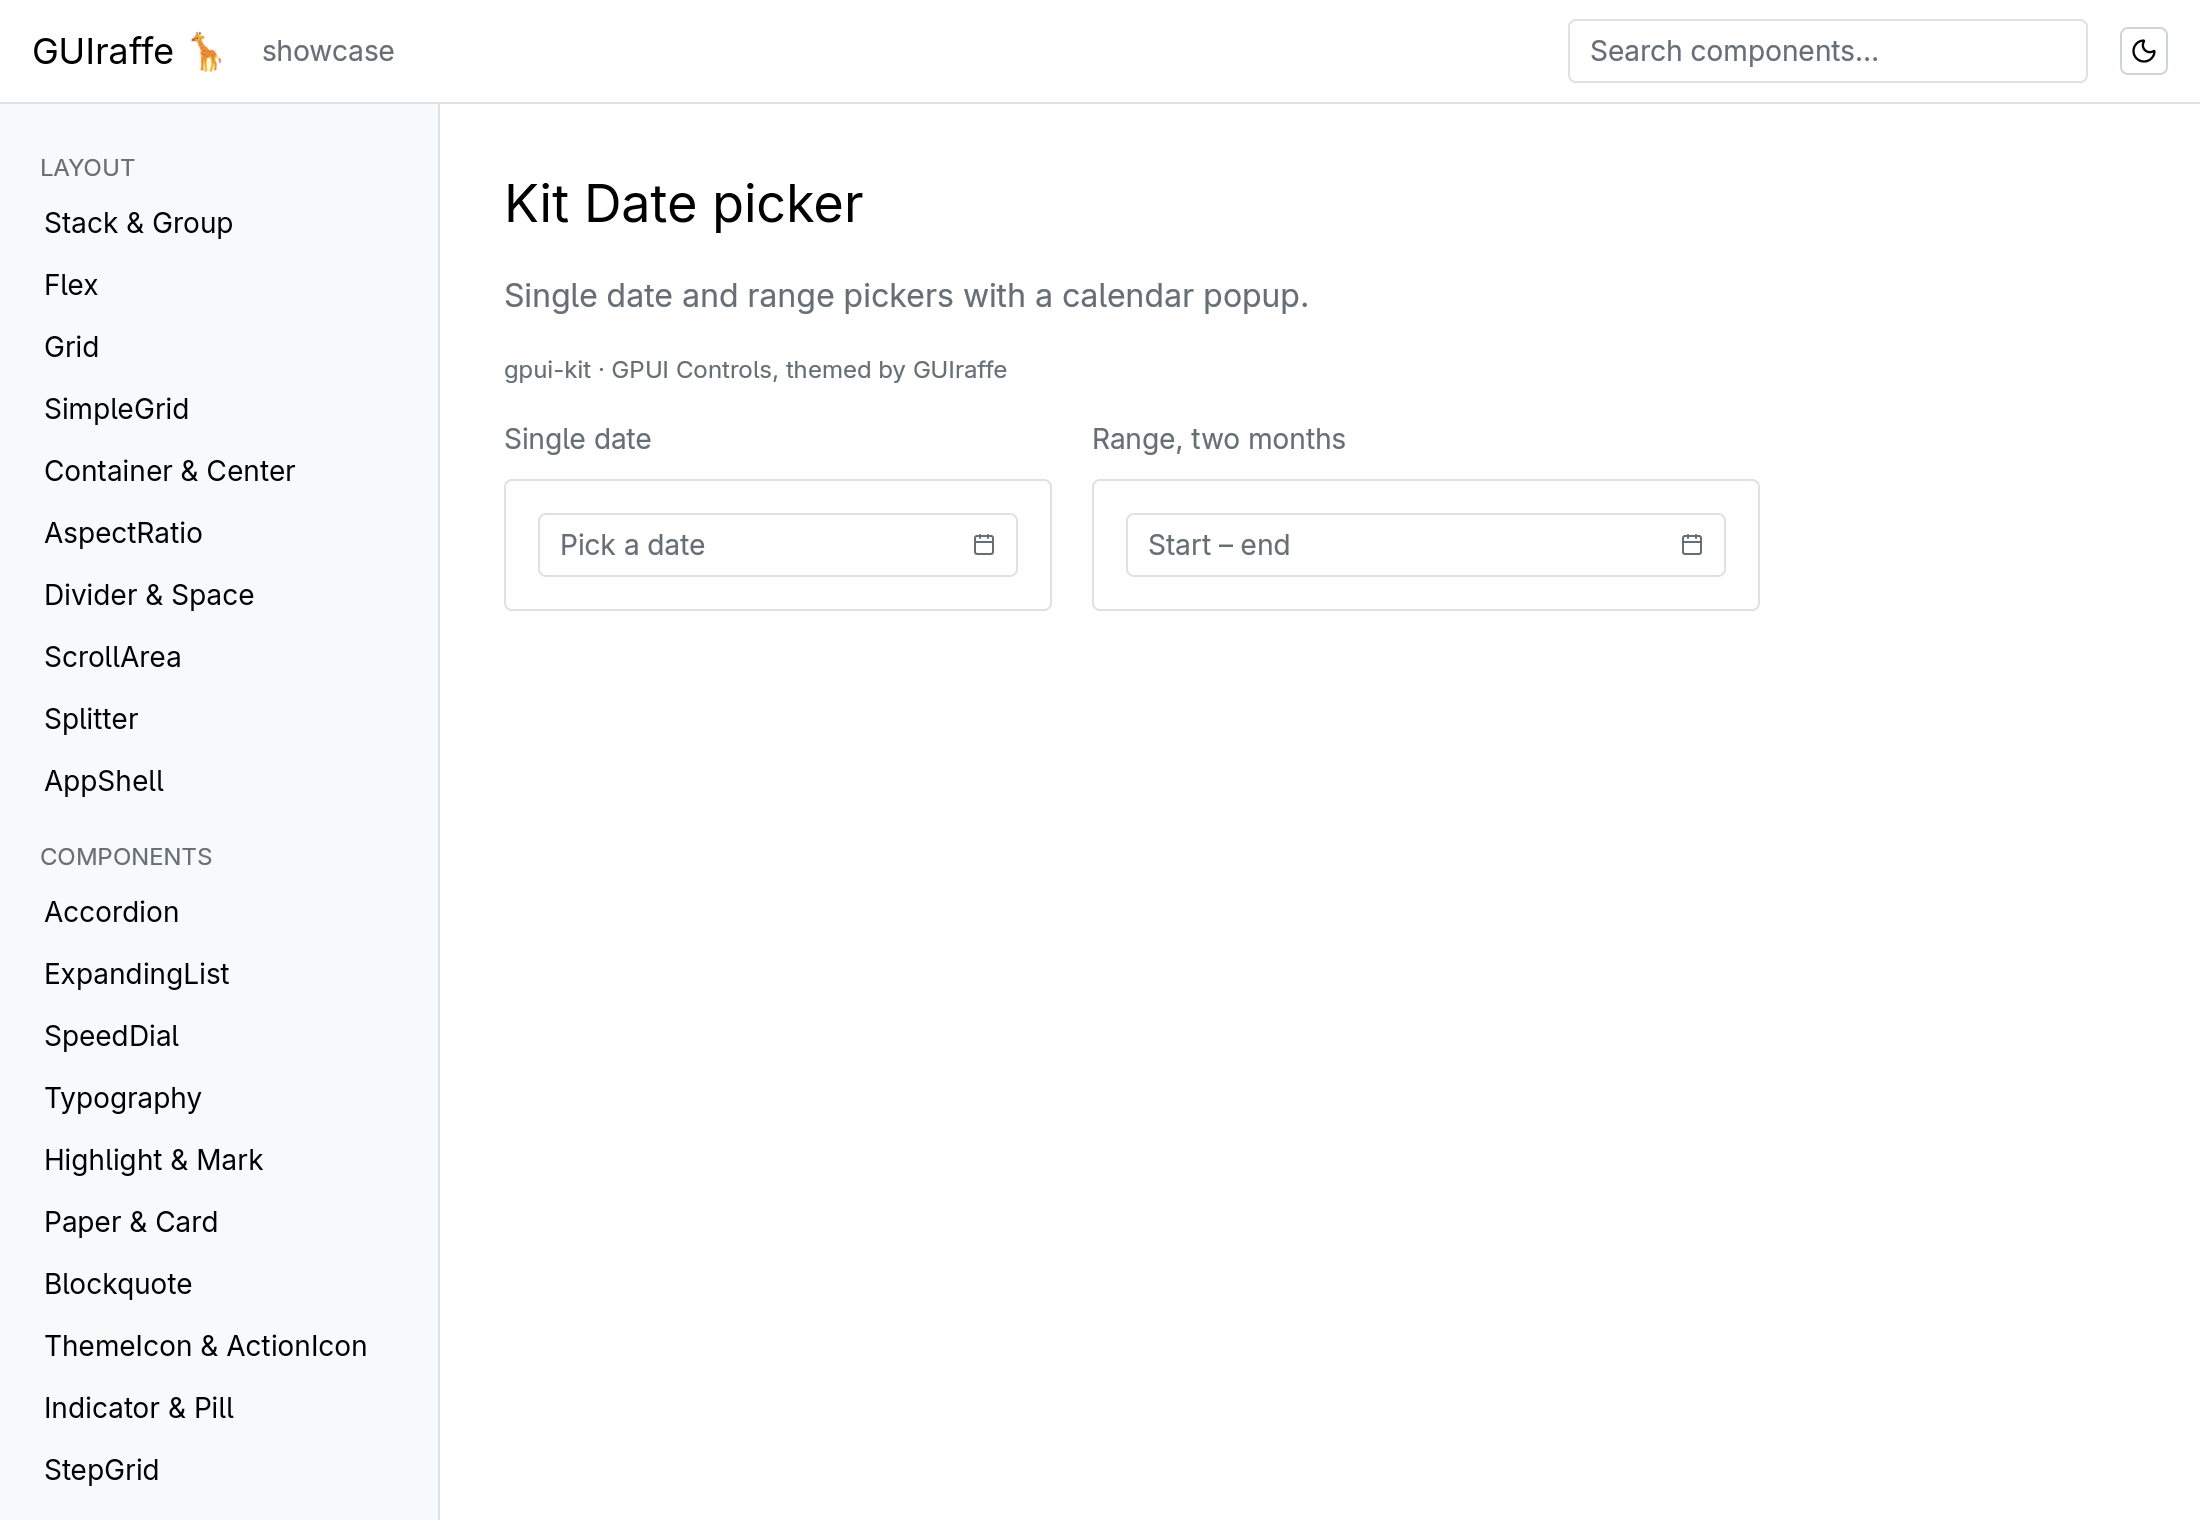 GUIraffe 🦒 showcase Search components...
LAYOUT
Stack & Group
Flex
Grid
SimpleGrid
Container & Center
AspectRatio
Divider & Space
ScrollArea
Splitter
AppShell
COMPONENTS
Accordion
ExpandingList
SpeedDial
Typography
Highlight & Mark
Paper & Card
Blockquote
ThemeIcon & ActionIcon
Indicator & Pill
StepGrid
Kit Date picker
Single date and range pickers with a calendar popup.
gpui-kit · GPUI Controls, themed by GUIraffe
Single date
Pick a date
Range, two months
Start – end